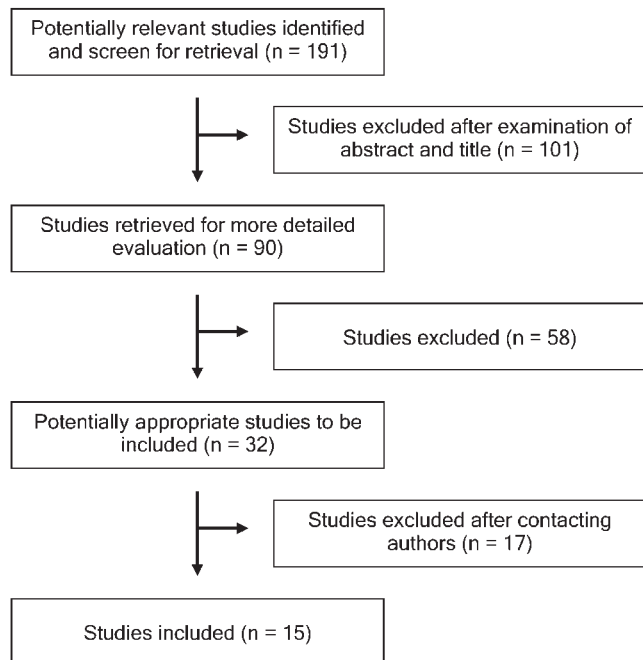 Potentially relevant studies identified
and screen for retrieval (n = 191)
Studies excluded after examination of
abstract and title (n = 101)
Studies retrieved for more detailed
evaluation (n = 90)
Studies excluded (n = 58)
Potentially appropriate studies to be
included (n = 32)
Studies excluded after contacting
authors (n = 17)
Studies included (n = 15)